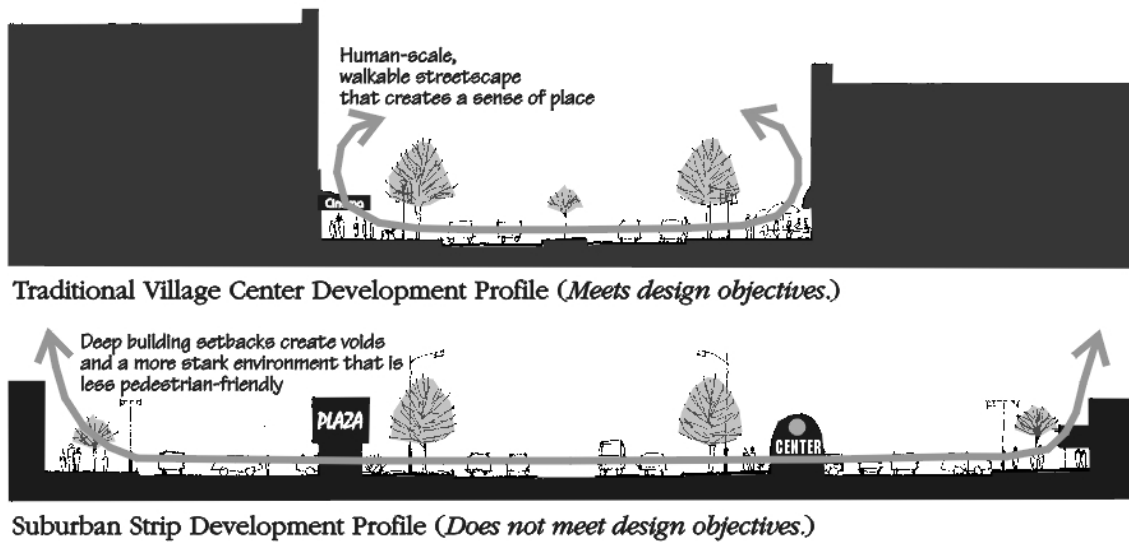 Human-scale,
walkable streetscape
that creates a sense of place
Cinema
Traditional Village Center Development Profile (Meets design objectives.)
Deep building setbacks create voids
and a more stark environment that is
less pedestrian-friendly
PLAZA
CENTER
Suburban Strip Development Profile (Does not meet design objectives.)